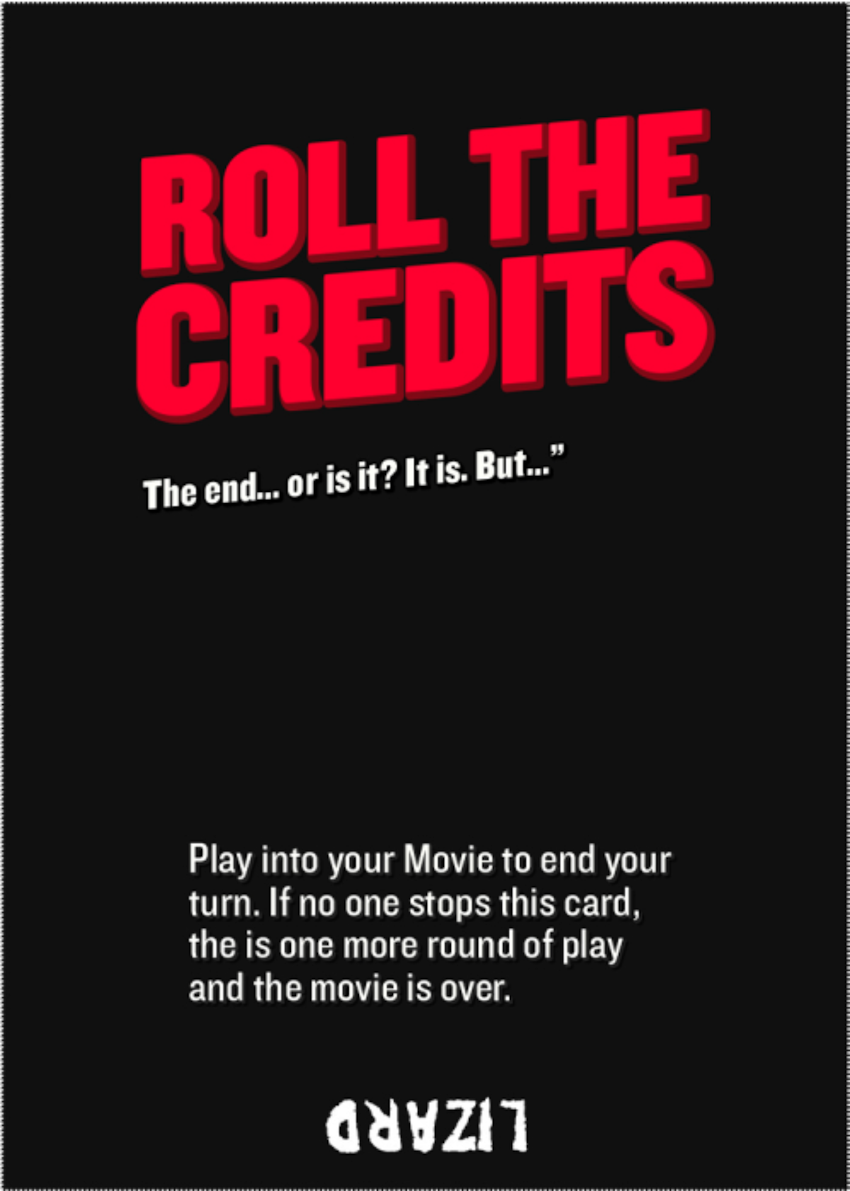 ROLL THE
CREDITS
The end... or is it? It is. But...”
Play into your Movie to end your
turn. If no one stops this card,
the is one more round of play
and the movie is over.
LIZARD